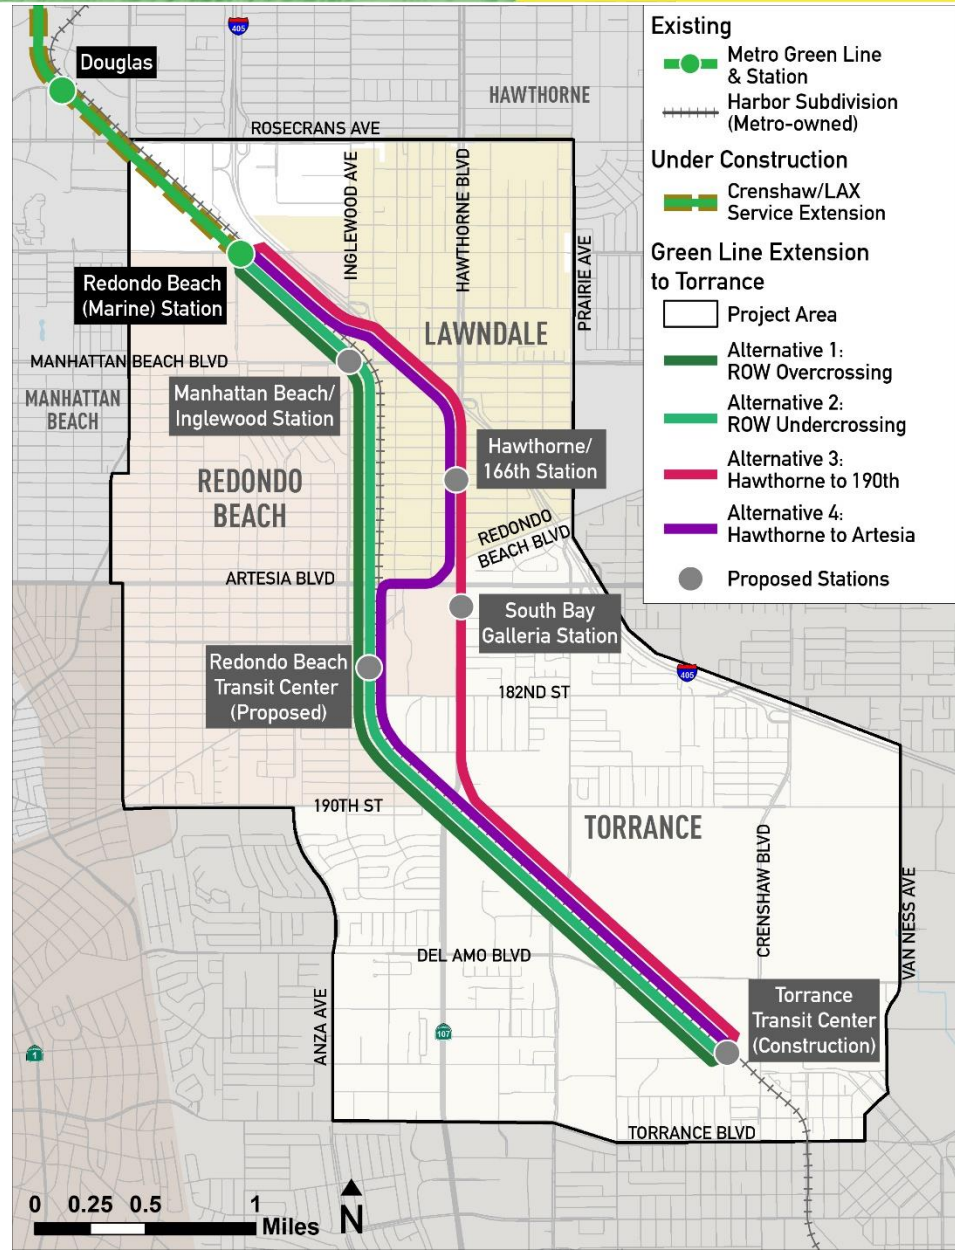 Existing
Metro Green Line
& Station
Harbor Subdivision
(Metro-owned)
Under Construction
Crenshaw/LAX
Service Extension
Green Line Extension
to Torrance
Project Area
Alternative 1:
ROW Overcrossing
Alternative 2:
ROW Undercrossing
Alternative 3:
Hawthorne to 190th
Alternative 4:
Hawthorne to Artesia
Proposed Stations
405
Douglas
HAWTHORNE
ROSECRANS AVE
INGLEWOOD AVE
HAWTHORNE BLVD
PRAIRIE AVE
Redondo Beach
(Marine) Station
LAWNDALE
MANHATTAN BEACH BLVD
MANHATTAN
BEACH
Manhattan Beach/
Inglewood Station
Hawthorne/
166th Station
REDONDO
BEACH
REDONDO
BEACH BLVD
ARTESIA BLVD
South Bay
Galleria Station
Redondo Beach
Transit Center
(Proposed)
405
182ND ST
190TH ST
TORRANCE
CRENSHAW BLVD
VAN NESS AVE
DEL AMO BLVD
ANZA AVE
107
1
Torrance
Transit Center
(Construction)
TORRANCE BLVD
0 0.25 0.5 1
Miles
N